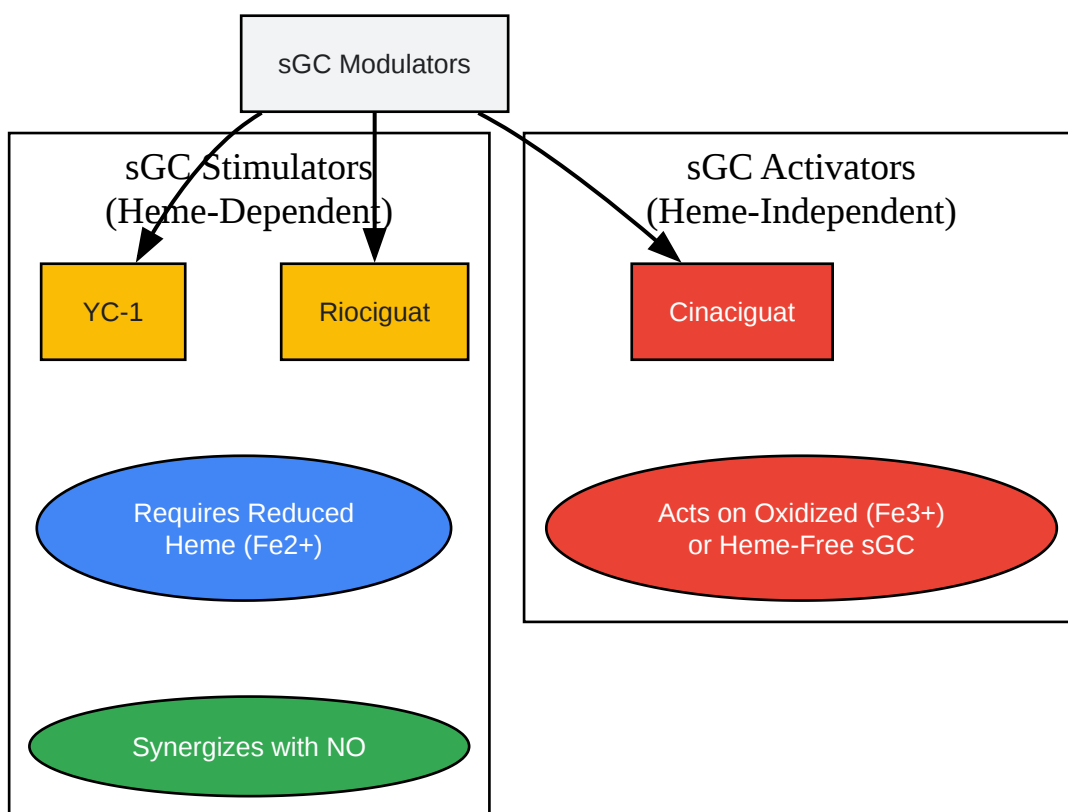 sGC Modulators
sGC Stimulators
(Heme-Dependent)
sGC Activators
(Heme-Independent)
YC-1
Riociguat
Cinaciguat
Requires Reduced
Heme (Fe2+)
Acts on Oxidized (Fe3+)
or Heme-Free sGC
Synergizes with NO